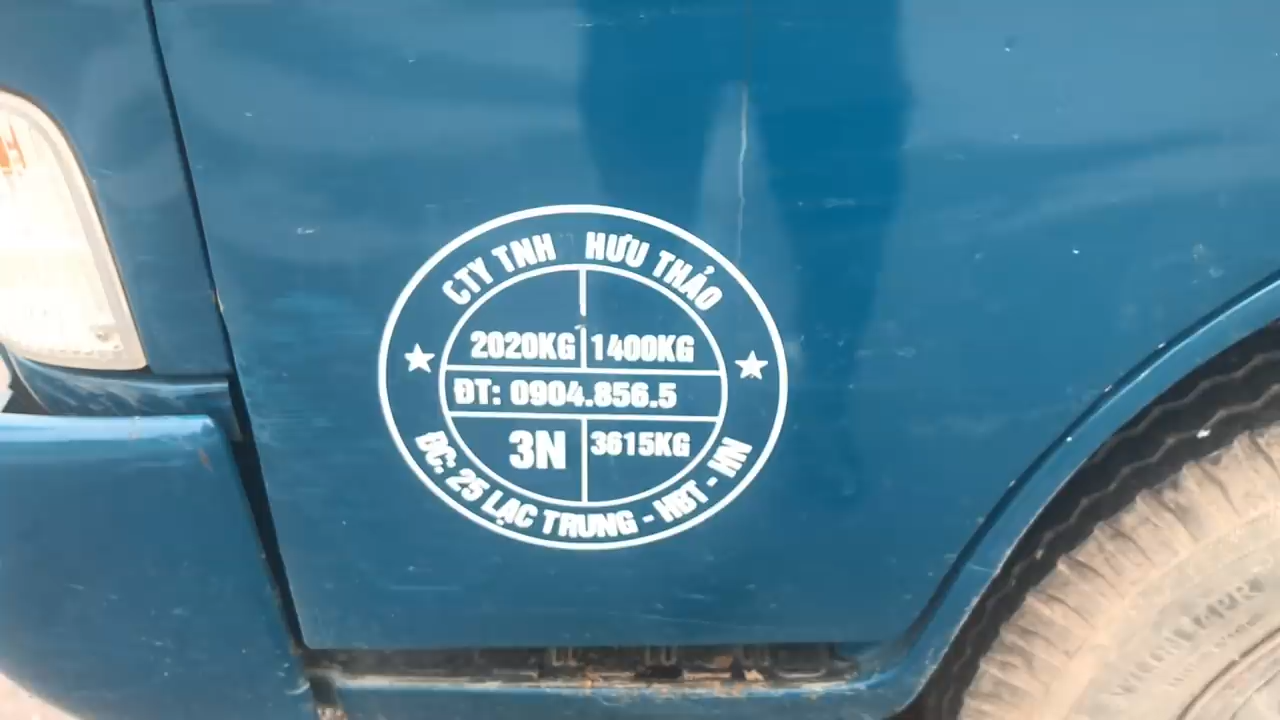 CTY TNH HƯU THẢO
2020KG 1400KG
ĐT: 0904.856.5
3N 3615KG
ĐC: 25 LẠC TRUNG - HBT - HN